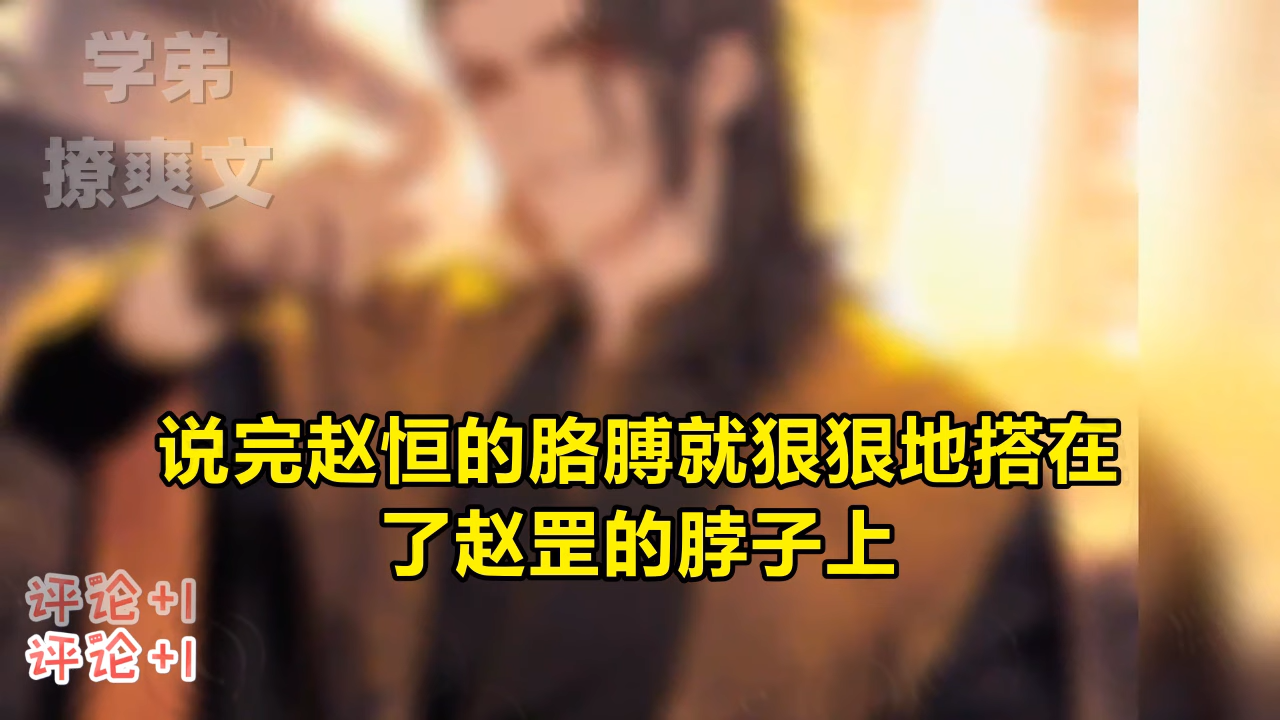 学弟
撩爽文
说完赵恒的胳膊就狠狠地搭在
了赵罡的脖子上
评论+1
评论+1